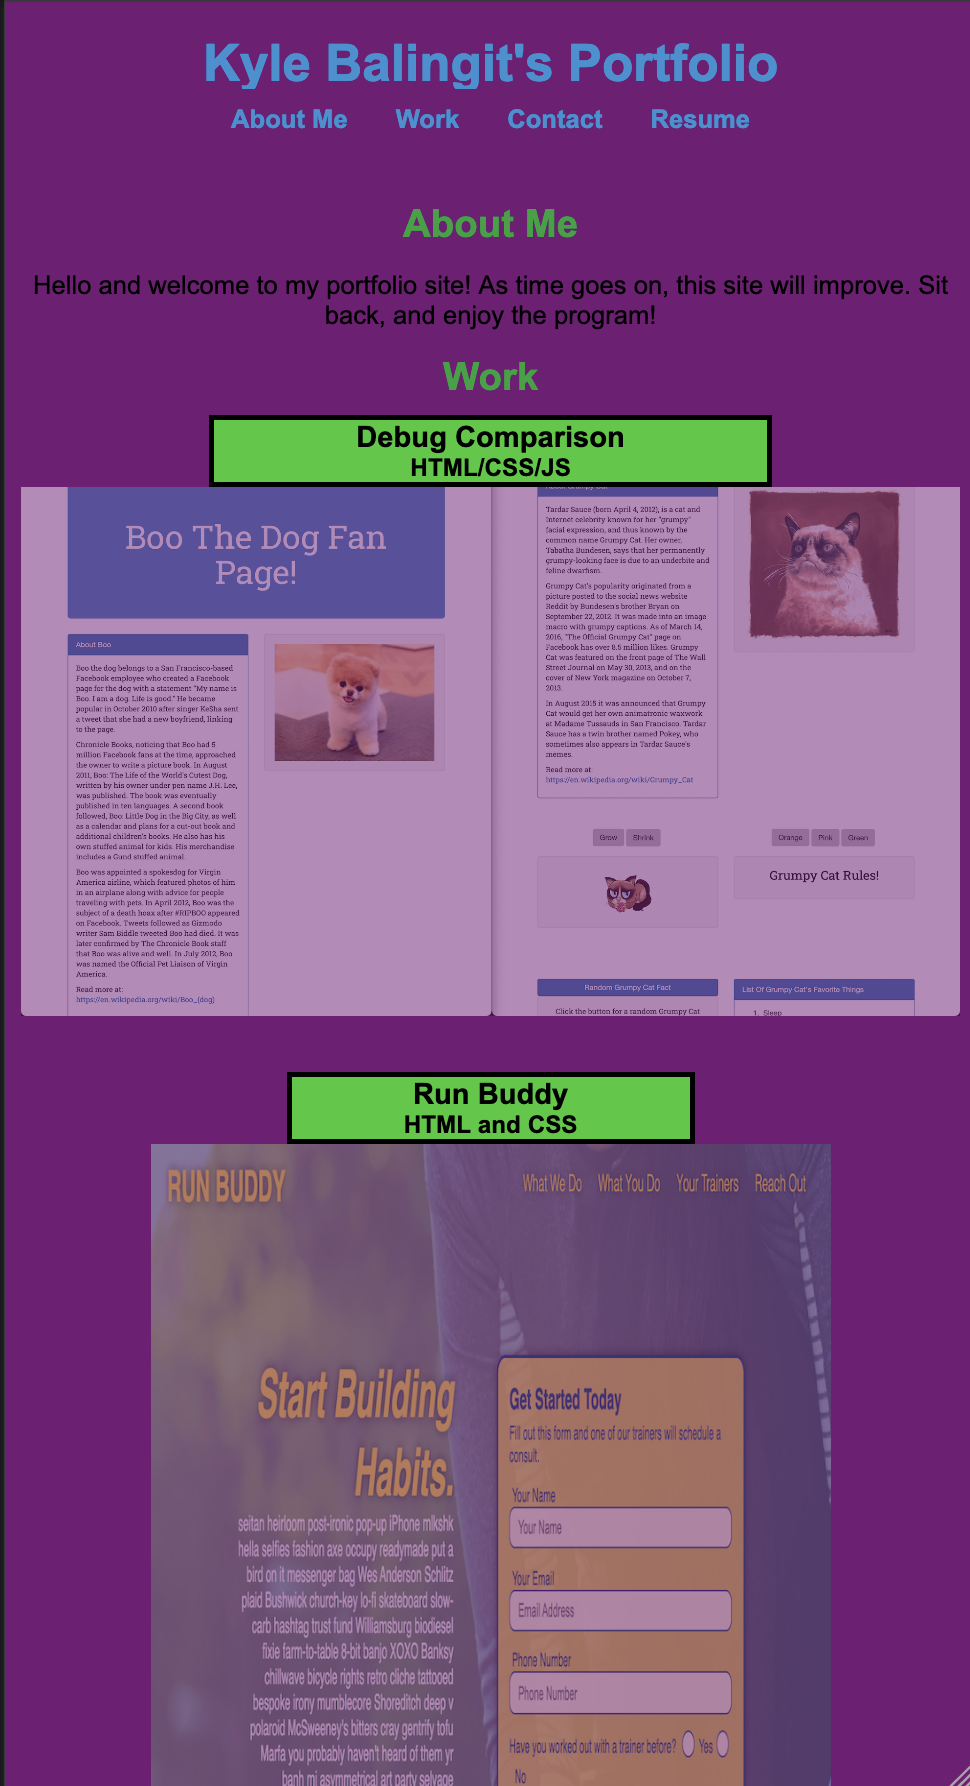 Kyle Balingit's Portfolio
About Me
Work
Contact
Resume
About Me
Hello and welcome to my portfolio site! As time goes on, this site will improve. Sit
back, and enjoy the program!
Work
Debug Comparison
HTML/CSS/JS
Boo The Dog Fan
Page!
About Boo
Boo the dog belongs to a San Francisco-based
Facebook employee who created a Facebook
page for the dog with a statement "My name is
Boo. I am a dog. Life is good." He became
popular in October 2010 after singer Ke$ha sent
a tweet that she had a new boyfriend, linking
to the page.
Chronicle Books, noticing that Boo had 5
million Facebook fans at the time, approached
the owner to write a picture book. In August
2011, Boo: The Life of the World's Cutest Dog,
written by his owner under pen name J.H. Lee,
was published. The book was eventually
published in ten languages. A second book
followed, Boo: Little Dog in the Big City, as well
as a calendar and plans for a cut-out book and
additional children's books. He also has his
own stuffed animal for kids. His merchandise
includes a Gund stuffed animal.
Boo was appointed a spokesdog for Virgin
America airline, which featured photos of him
in an airplane along with advice for people
traveling with pets. In April 2012, Boo was the
subject of a death hoax after #RIPBOO appeared
on Facebook. Tweets followed as Gizmodo
writer Sam Biddle tweeted Boo had died. It was
later confirmed by The Chronicle Book staff
that Boo was alive and well. In July 2012, Boo
was named the Official Pet Liaison of Virgin
America.
Read more at:
https://en.wikipedia.org/wiki/Boo_(dog)
About Grumpy Cat
Tardar Sauce (born April 4, 2012), is a cat and
Internet celebrity known for her "grumpy"
facial expression, and thus known by the
common name Grumpy Cat. Her owner,
Tabatha Bundesen, says that her permanently
grumpy-looking face is due to an underbite and
feline dwarfism.
Grumpy Cat's popularity originated from a
picture posted to the social news website
Reddit by Bundesen's brother Bryan on
September 22, 2012. It was made into an image
macro with grumpy captions. As of March 14,
2016, "The Official Grumpy Cat" page on
Facebook has over 8.5 million likes. Grumpy
Cat was featured on the front page of The Wall
Street Journal on May 30, 2013, and on the
cover of New York magazine on October 7,
2013.
In August 2015 it was announced that Grumpy
Cat would get her own animatronic waxwork
at Madame Tussauds in San Francisco. Tardar
Sauce has a twin brother named Pokey, who
sometimes also appears in Tardar Sauce's
memes.
Read more at:
https://en.wikipedia.org/wiki/Grumpy_Cat
Grow
Shrink
Orange
Pink
Green
Grumpy Cat Rules!
Random Grumpy Cat Fact
Click the button for a random Grumpy Cat
List Of Grumpy Cat's Favorite Things
1. Sleep
Run Buddy
HTML and CSS
RUN BUDDY
What We Do
What You Do
Your Trainers
Reach Out
Start Building
Habits.
seitan heirloom post-ironic pop-up iPhone mlkshk
hella selfies fashion axe occupy readymade put a
bird on it messenger bag Wes Anderson Schlitz
plaid Bushwick church-key lo-fi skateboard slow-
carb hashtag trust fund Williamsburg biodiesel
fixie farm-to-table 8-bit banjo XOXO Banksy
chillwave bicycle rights retro cliche tattooed
bespoke irony mumblecore Shoreditch deep v
polaroid McSweeney's bitters cray gentrify tofu
Marfa you probably haven't heard of them yr
banh mi asymmetrical art party selvage
Get Started Today
Fill out this form and one of our trainers will schedule a
consult.
Your Name
Your Name
Your Email
Email Address
Phone Number
Phone Number
Have you worked out with a trainer before?
Yes
No